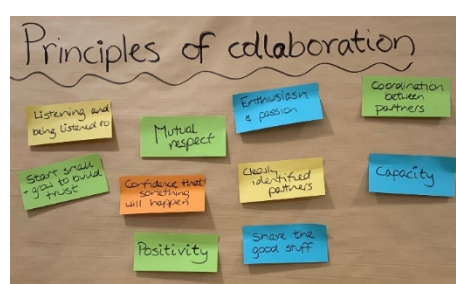 Principles of collaboration
Listening and
being listened to
Mutual
respect
Enthusiasm
& passion
Coordination
between
partners
Start small
+ grow to build
trust
Confidence that
something
will happen
Clearly
identified
partners
Capacity
Positivity
Share the
good stuff